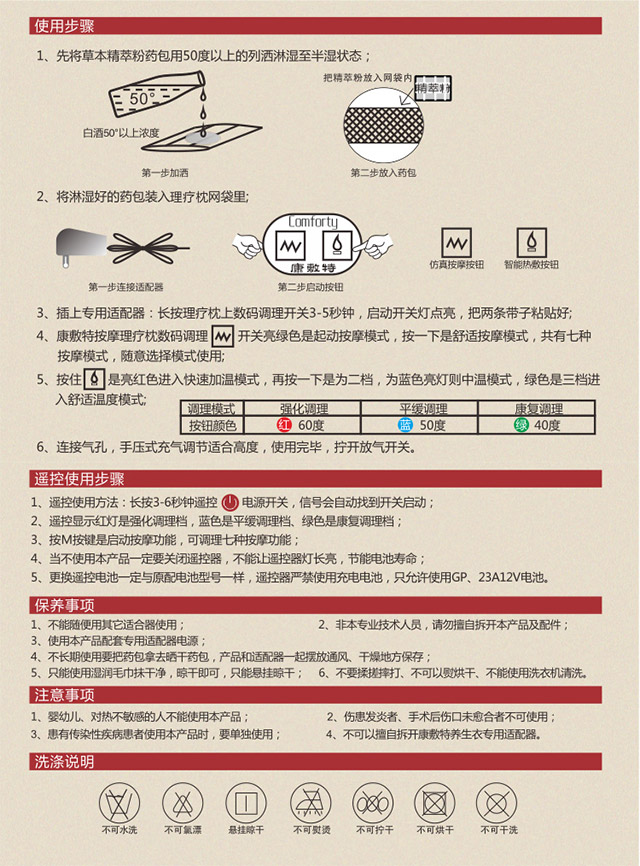 使用步骤
1、先将草本精萃粉药包用50度以上的列洒淋湿至半湿状态；
把精萃粉放入网袋内
精萃粉
50°
白酒50°以上浓度
第一步加洒
第二步放入药包
2、将淋湿好的药包装入理疗枕网袋里;
Comforty
康敷特
仿真按摩按钮
智能热敷按钮
第一步连接适配器
第二步启动按钮
3、插上专用适配器：长按理疗枕上数码调理开关3-5秒钟，启动开关灯点亮，把两条带子粘贴好;
4、康敷特按摩理疗枕数码调理 开关亮绿色是起动按摩模式，按一下是舒适按摩模式，共有七种
按摩模式，随意选择模式使用;
5、按住 是亮红色进入快速加温模式，再按一下是为二档，为蓝色亮灯则中温模式，绿色是三档进
入舒适温度模式;
调理模式 强化调理 平缓调理 康复调理
按钮颜色 红 60度 蓝 50度 绿 40度
6、连接气孔，手压式充气调节适合高度，使用完毕，拧开放气开关。
遥控使用步骤
1、遥控使用方法：长按3-6秒钟遥控 电源开关，信号会自动找到开关启动；
2、遥控显示红灯是强化调理档，蓝色是平缓调理档、绿色是康复调理档；
3、按M按键是启动按摩功能，可调理七种按摩功能；
4、当不使用本产品一定要关闭遥控器，不能让遥控器灯长亮，节能电池寿命；
5、更换遥控电池一定与原配电池型号一样，遥控器严禁使用充电电池，只允许使用GP、23A12V电池。
保养事项
1、不能随便用其它适合器使用； 2、非本专业技术人员，请勿擅自拆开本产品及配件；
3、使用本产品配套专用适配器电源；
4、不长期使用要把药包拿去晒干药包，产品和适配器一起摆放通风、干燥地方保存；
5、只能使用湿润毛巾抹干净，晾干即可，只能悬挂晾干； 6、不要揉搓摔打、不可以熨烘干、不能使用洗衣机清洗。
注意事项
1、婴幼儿、对热不敏感的人不能使用本产品； 2、伤患发炎者、手术后伤口未愈合者不可使用；
3、患有传染性疾病患者使用本产品时，要单独使用； 4、不可以擅自拆开康敷特养生衣专用适配器。
洗涤说明
不可水洗 不可氯漂 悬挂晾干 不可熨烫 不可拧干 不可烘干 不可干洗